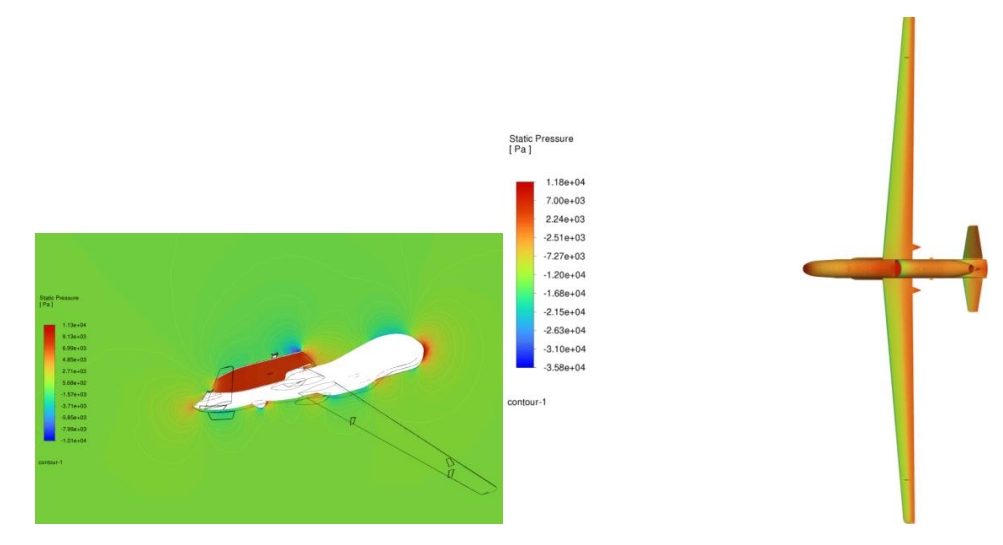 Static Pressure
[ Pa ]
1.13e+04
9.13e+03
6.99e+03
4.85e+03
2.71e+03
5.68e+02
-1.57e+03
-3.71e+03
-5.85e+03
-7.99e+03
-1.01e+04
contour-1
Static Pressure
[ Pa ]
1.18e+04
7.00e+03
2.24e+03
-2.51e+03
-7.27e+03
-1.20e+04
-1.68e+04
-2.15e+04
-2.63e+04
-3.10e+04
-3.58e+04
contour-1